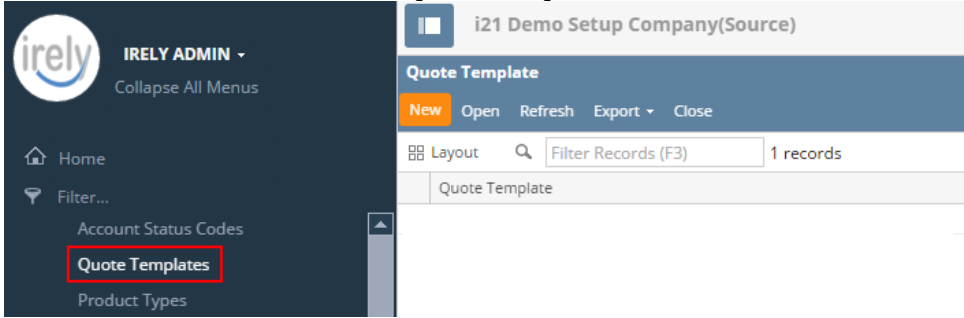 irely
IRELY ADMIN
Collapse All Menus
Home
Filter...
Account Status Codes
Quote Templates
Product Types
i21 Demo Setup Company(Source)
Quote Template
New Open Refresh Export Close
Layout Filter Records (F3) 1 records
Quote Template